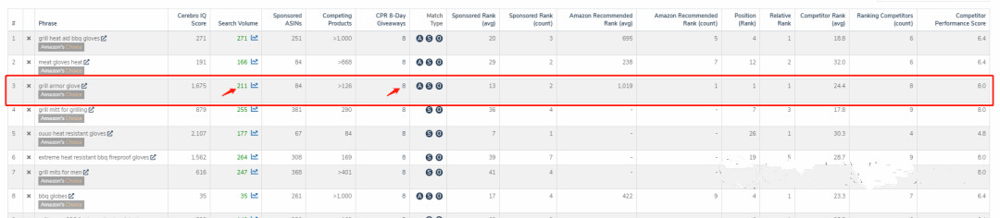 # Phrase Cerebro IQ Score Search Volume Sponsored ASINs Competing Products CPR 8-Day Giveaways Match Type Sponsored Rank (avg) Sponsored Rank (count) Amazon Recommended Rank (avg) Amazon Recommended Rank (count) Position (Rank) Relative Rank Competitor Rank (avg) Ranking Competitors (count) Competitor Performance Score
1 × grill heat aid bbq gloves 271 271 251 >1,000 8 A S O 20 3 695 5 4 1 18.8 6 6.4
Amazon's Choice
2 × meat gloves heat 191 166 84 >868 8 A S O 29 2 238 7 12 2 32.0 6 6.4
Amazon's Choice
3 × grill armor glove 1,675 211 84 >126 8 A S O 13 2 1,019 1 1 1 24.4 8 8.0
Amazon's Choice
4 × grill mitt for grilling 879 255 381 290 8 S O 36 4 - - 7 3 17.8 9 8.0
Amazon's Choice
5 × ouuo heat resistant gloves 2,107 177 67 84 8 S O 7 1 - - 26 1 30.3 4 4.8
Amazon's Choice
6 × extreme heat resistant bbq fireproof gloves 1,562 264 308 169 8 S O 39 7 - - 19 28.7 9 8.0
7 × grill mits for men 616 247 368 >401 8 S O 41 4 - - 8.0
Amazon's Choice
8 × bbq globes 35 35 261 >1,000 8 A S O 17 4 422 9 4 1 23.3 7 6.4
Amazon's Choice